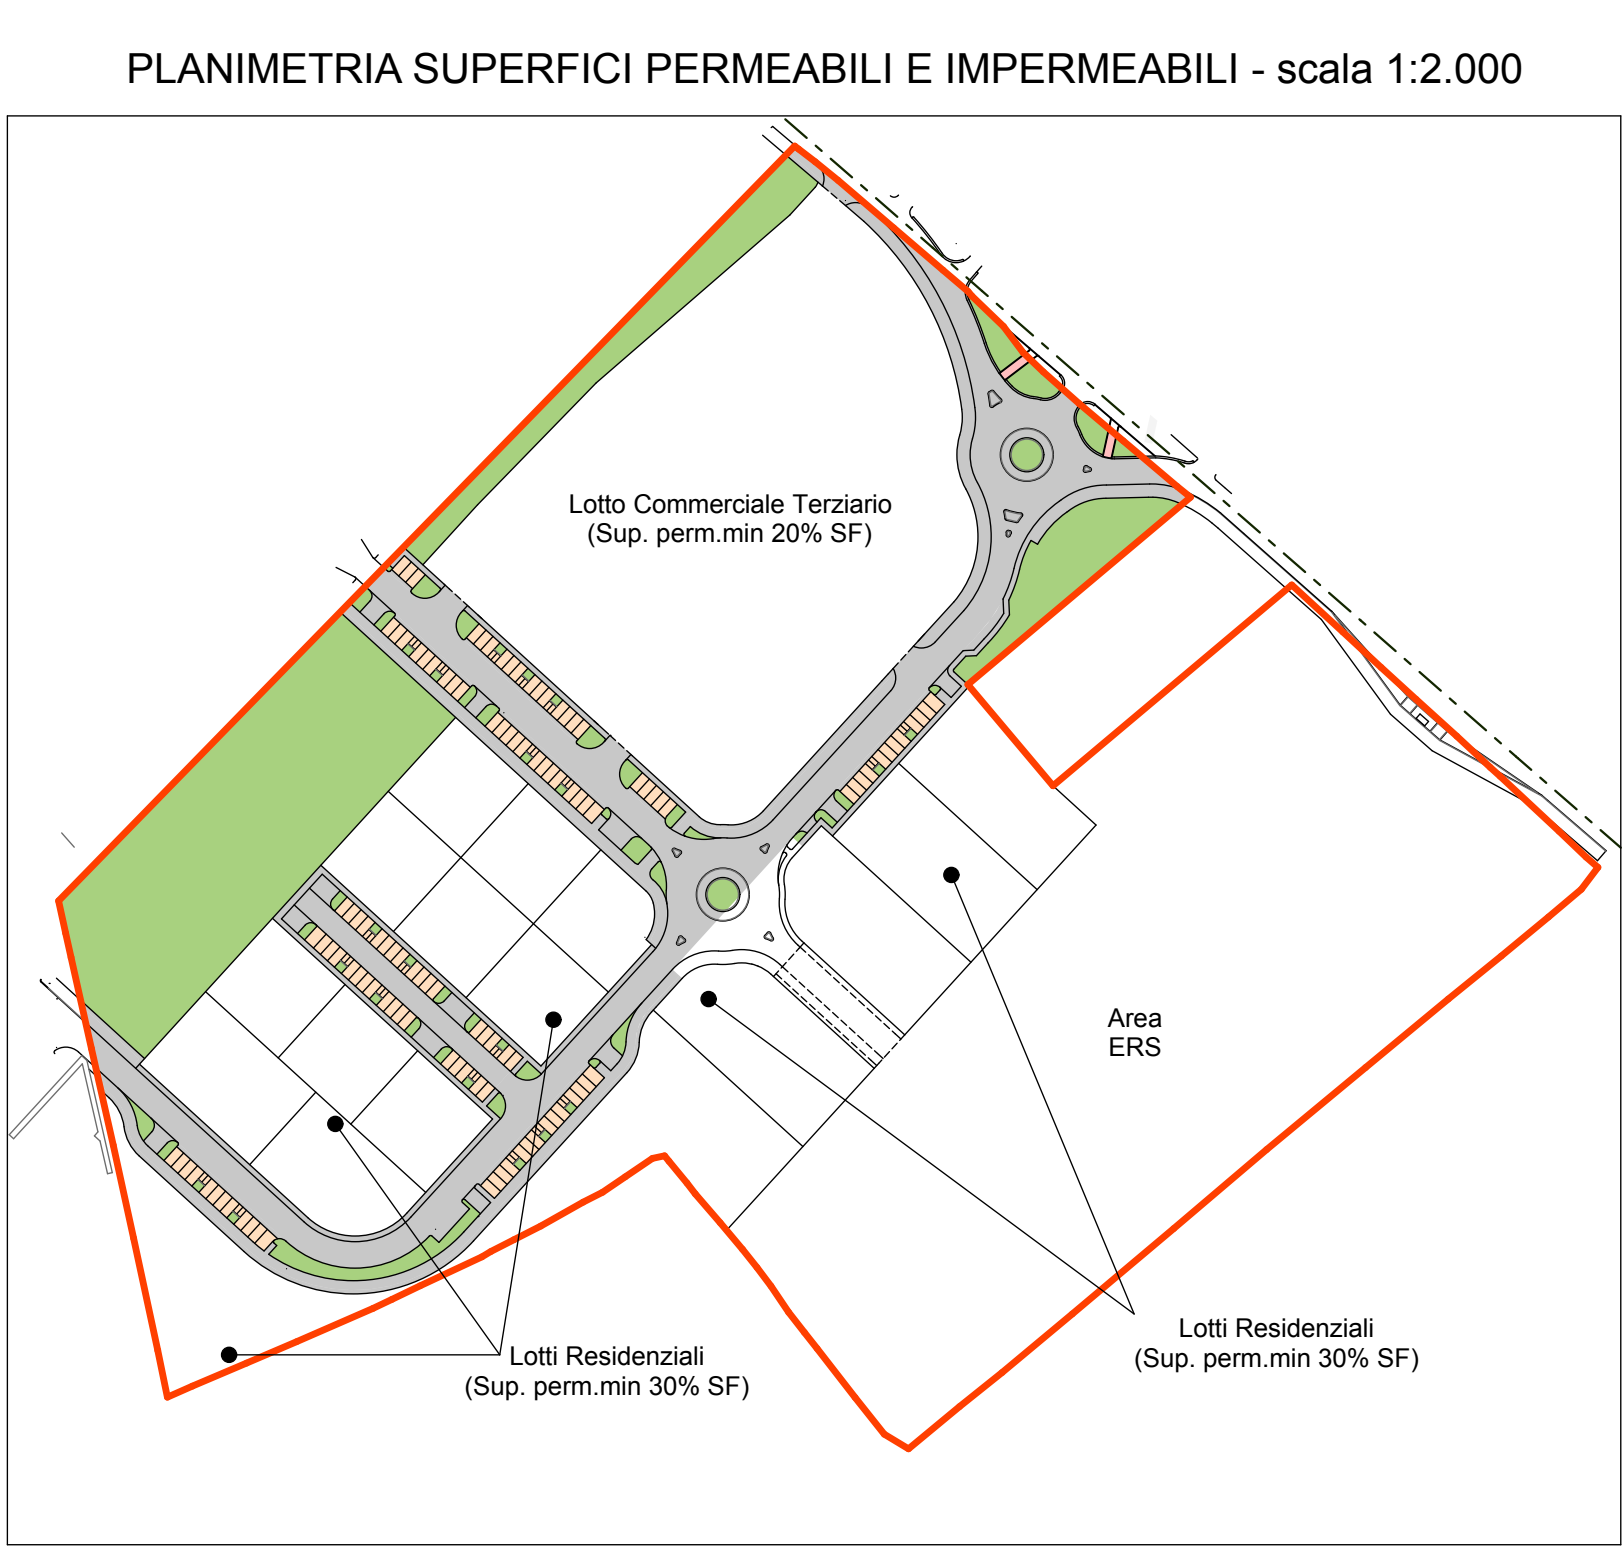 PLANIMETRIA SUPERFICI PERMEABILI E IMPERMEABILI - scala 1:2.000
Lotto Commerciale Terziario
(Sup. perm.min 20% SF)
Area
ERS
Lotti Residenziali
(Sup. perm.min 30% SF)
Lotti Residenziali
(Sup. perm.min 30% SF)